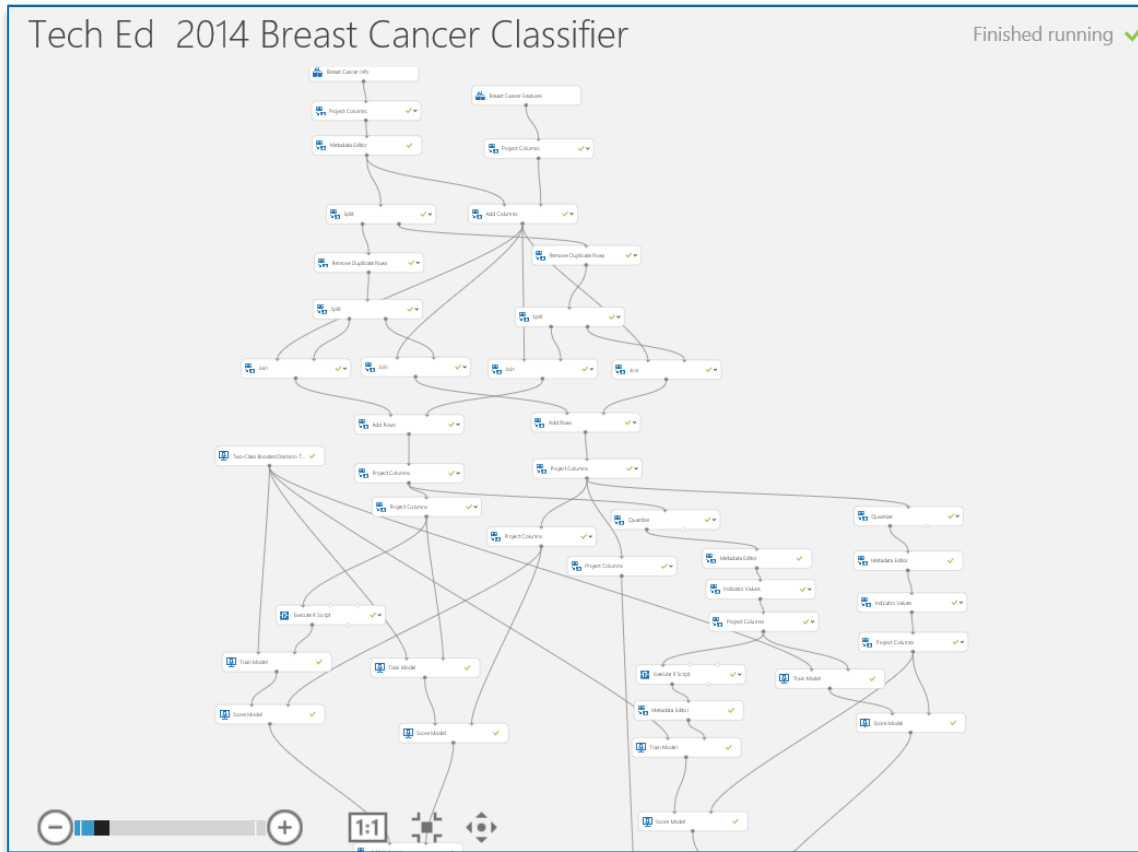 Tech Ed 2014 Breast Cancer Classifier
Finished running
Breast Cancer Info
Breast Cancer Features
Project Columns
Metadata Editor
Project Columns
Split
Add Columns
Remove Duplicate Rows
Remove Duplicate Rows
Split
Split
Join
Join
Join
Join
Add Rows
Add Rows
Two-Class Boosted Decision T...
Project Columns
Project Columns
Project Columns
Quantize
Quantize
Project Columns
Project Columns
Metadata Editor
Metadata Editor
Indicator Values
Indicator Values
Execute R Script
Project Columns
Project Columns
Train Model
Train Model
Execute R Script
Train Model
Score Model
Metadata Editor
Score Model
Score Model
Train Model
Score Model
1:1